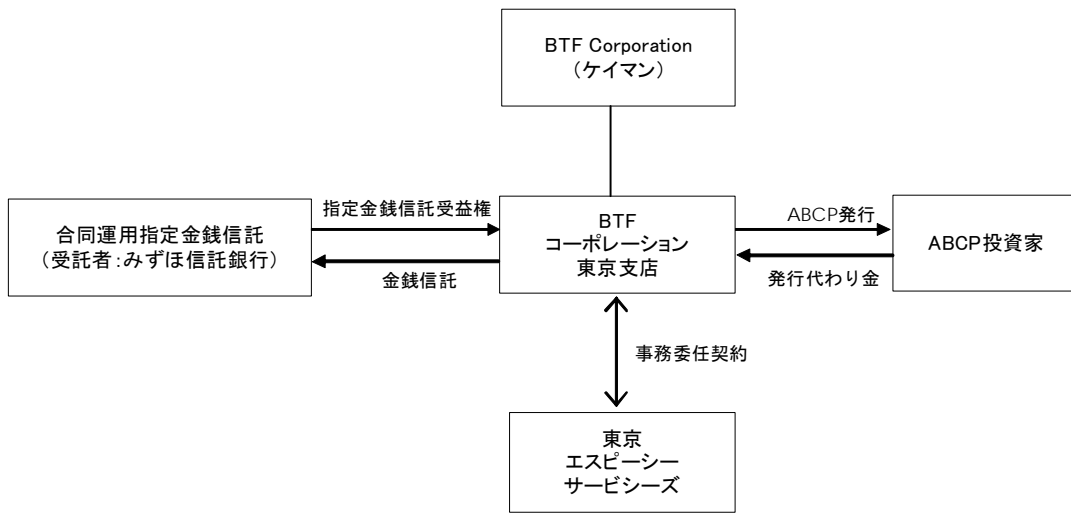 BTF Corporation
（ケイマン）
指定金銭信託受益権
合同運用指定金銭信託
（受託者：みずほ信託銀行）
金銭信託
BTF
コーポレーション
東京支店
ABCP発行
発行代わり金
ABCP投資家
事務委任契約
東京
エスピーシー
サービシーズ